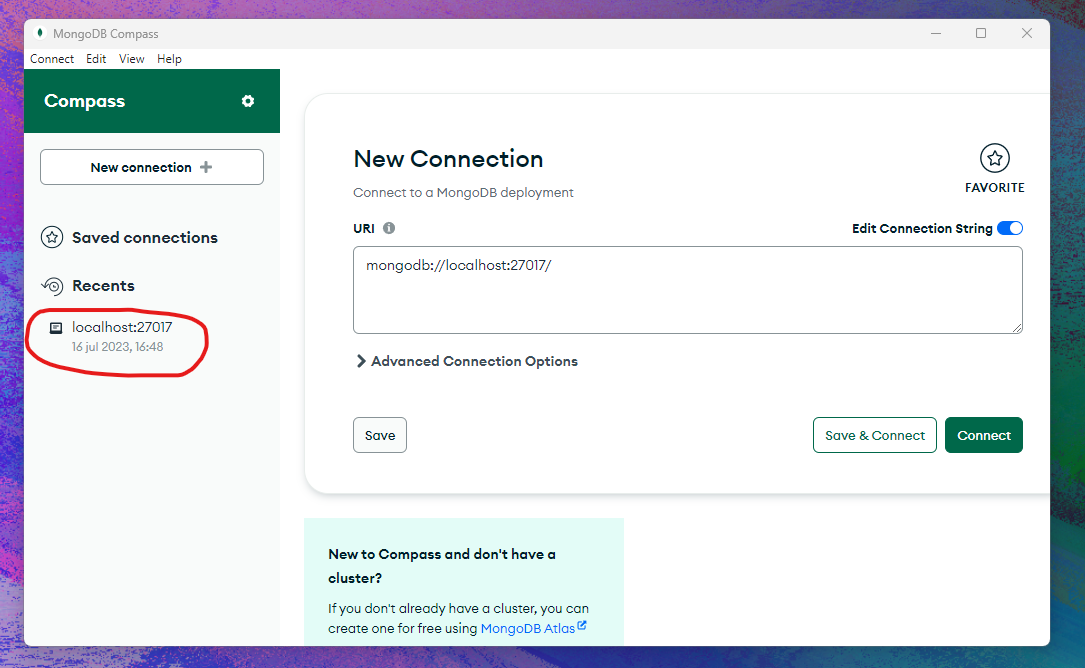 MongoDB Compass
Connect Edit View Help
Compass
New connection
Saved connections
Recents
localhost:27017
16 jul 2023, 16:48
New Connection
Connect to a MongoDB deployment
FAVORITE
URI
Edit Connection String
mongodb://localhost:27017/
Advanced Connection Options
Save
Save & Connect
Connect
New to Compass and don't have a
cluster?
If you don't already have a cluster, you can
create one for free using MongoDB Atlas